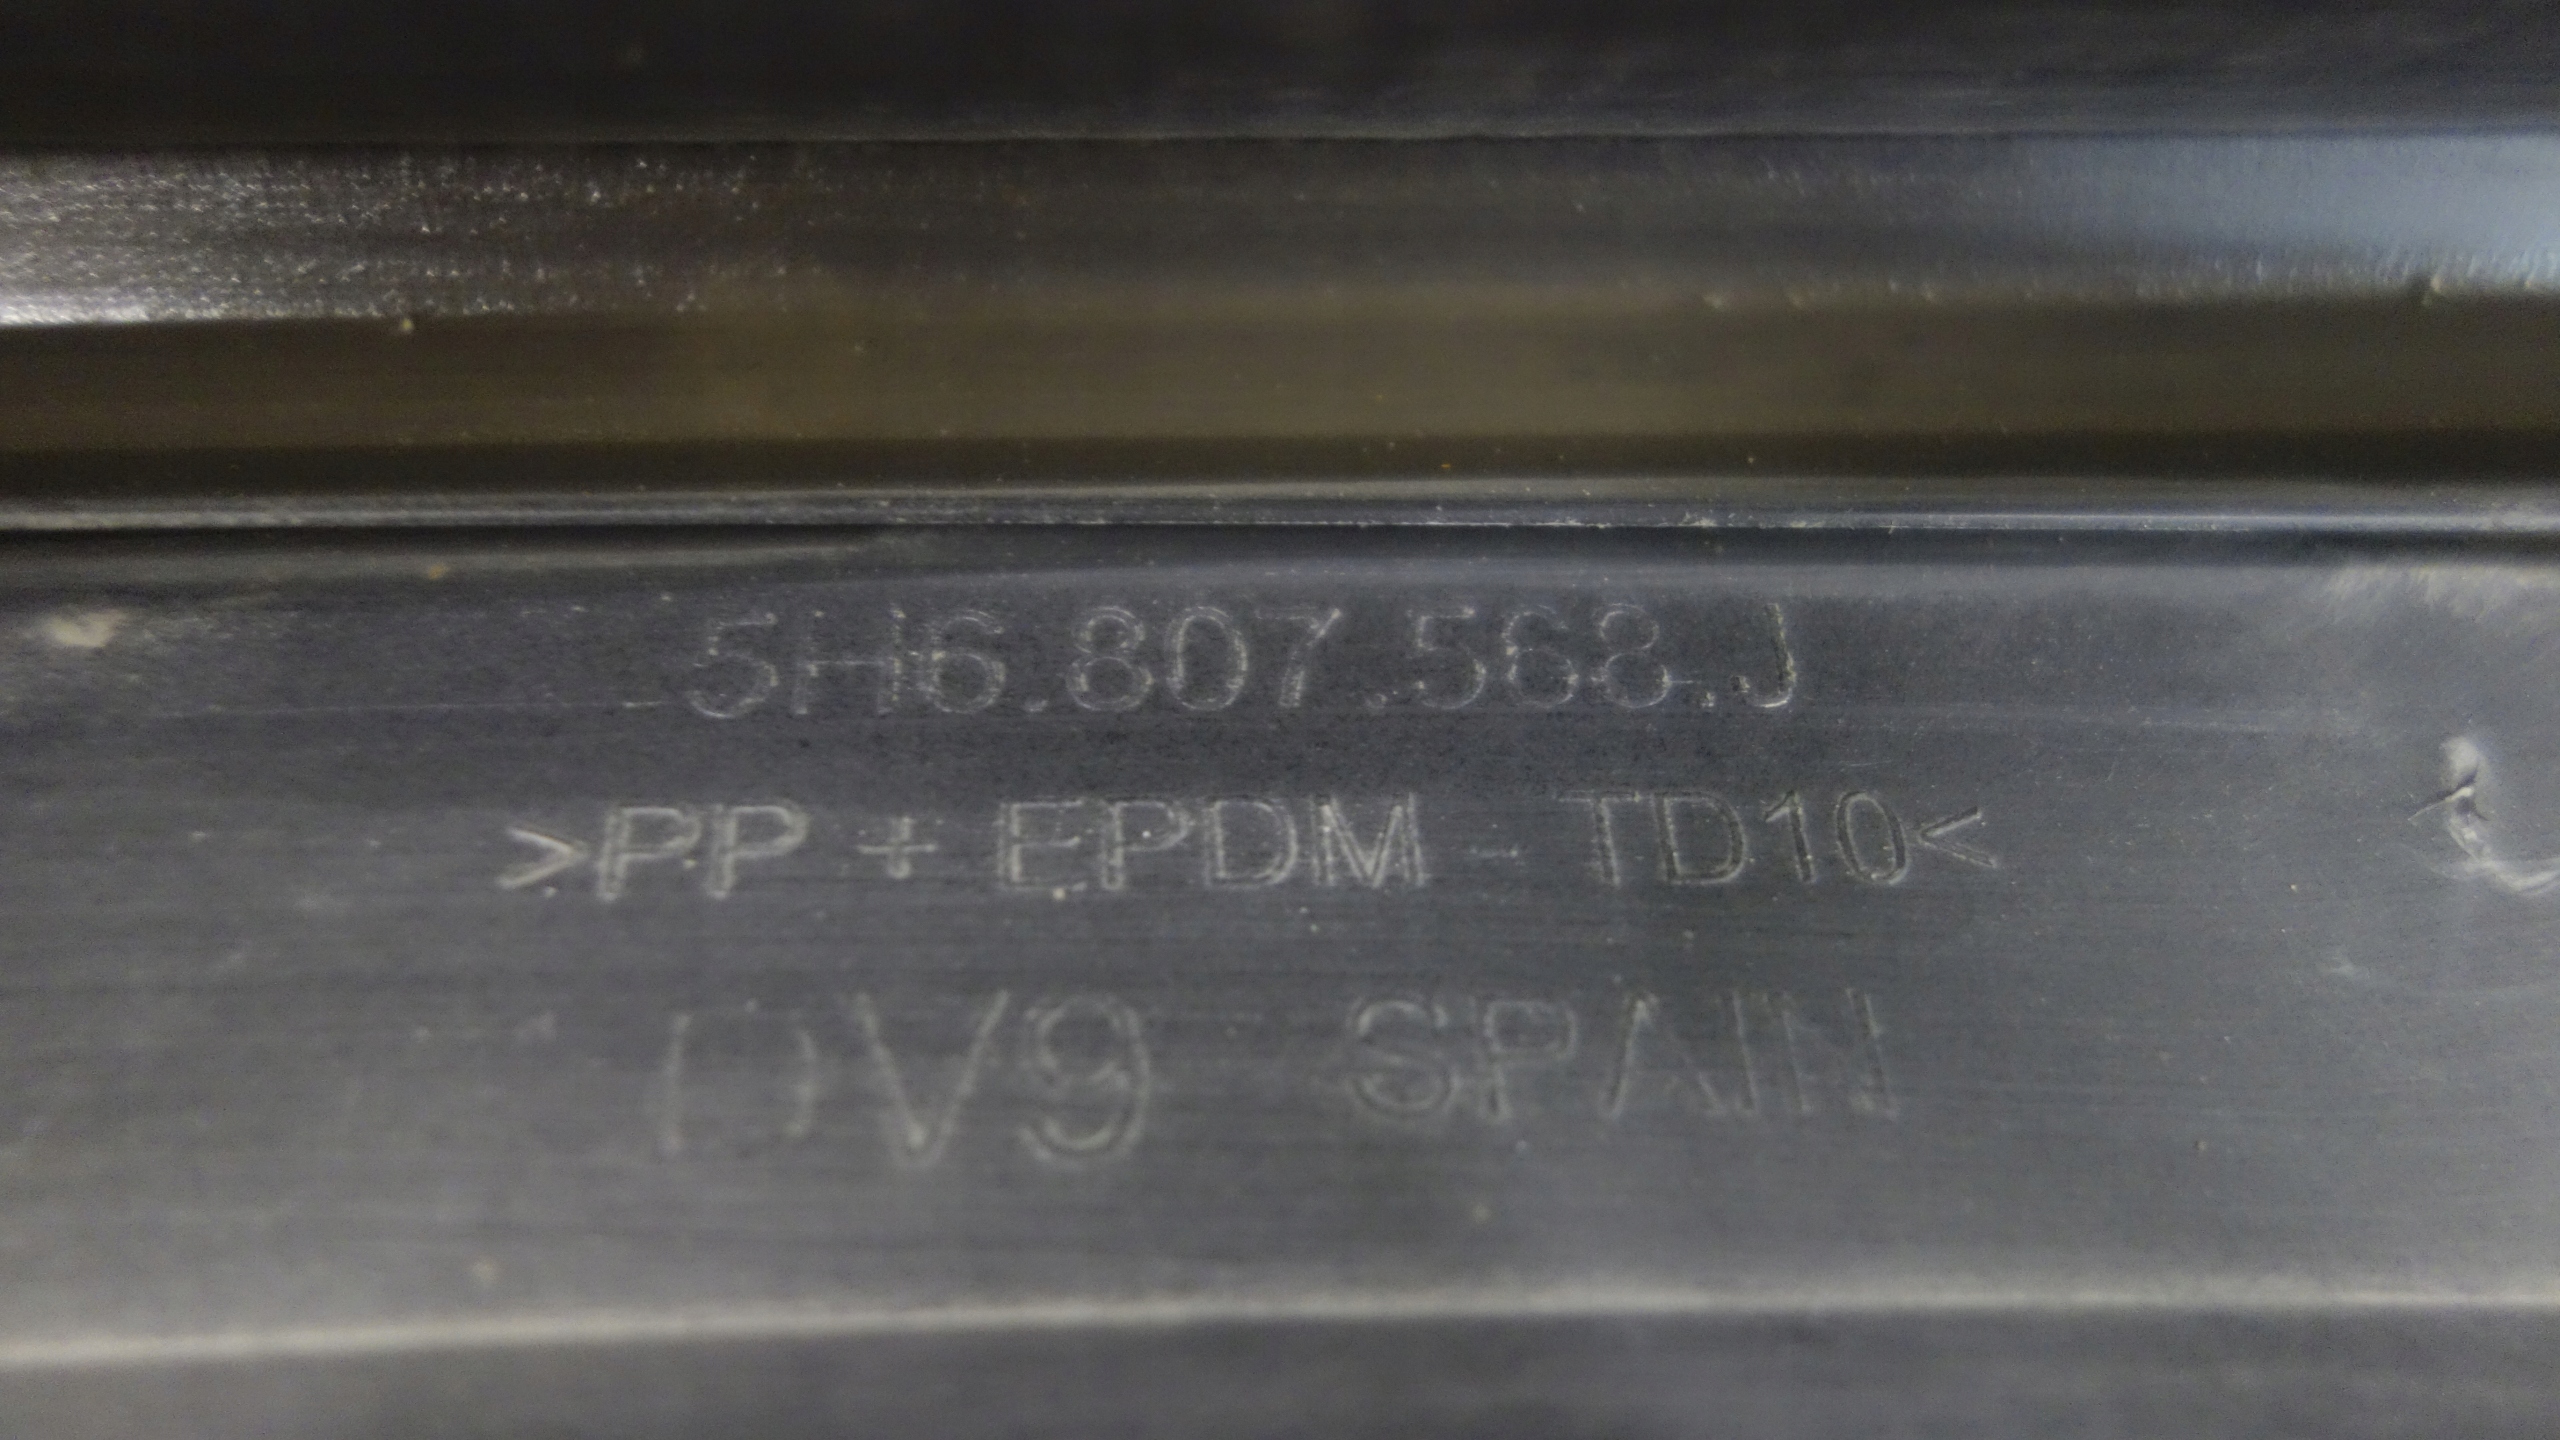 5H6.807.568.J
>PP + EPDM - TD10<
DV9 SPAIN